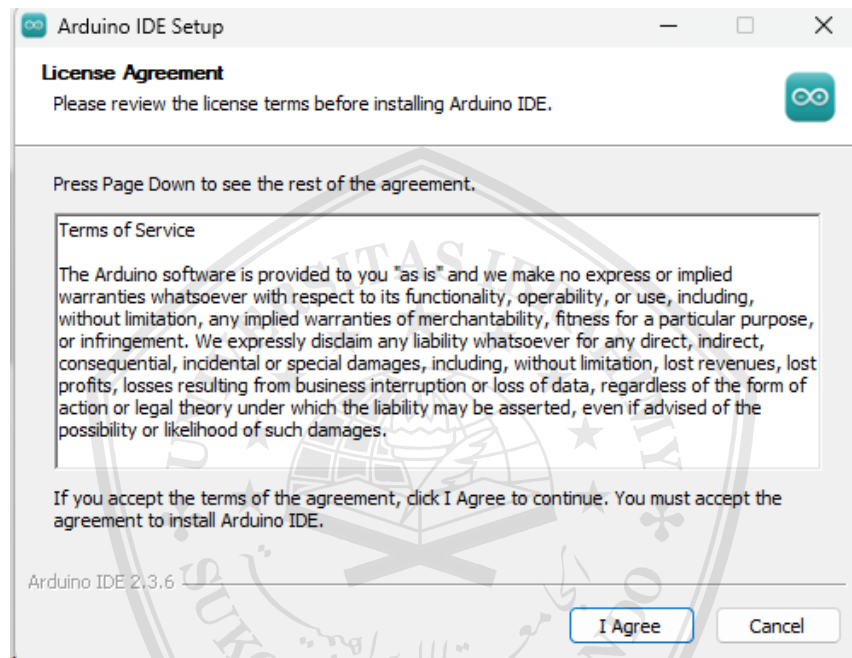 Arduino IDE Setup
License Agreement
Please review the license terms before installing Arduino IDE.
Press Page Down to see the rest of the agreement.
Terms of Service
The Arduino software is provided to you "as is" and we make no express or implied
warranties whatsoever with respect to its functionality, operability, or use, including,
without limitation, any implied warranties of merchantability, fitness for a particular purpose,
or infringement. We expressly disclaim any liability whatsoever for any direct, indirect,
consequential, incidental or special damages, including, without limitation, lost revenues, lost
profits, losses resulting from business interruption or loss of data, regardless of the form of
action or legal theory under which the liability may be asserted, even if advised of the
possibility or likelihood of such damages.
If you accept the terms of the agreement, click I Agree to continue. You must accept the
agreement to install Arduino IDE.
Arduino IDE 2.3.6
I Agree
Cancel
UNIVERSITAS IBRAHIMY